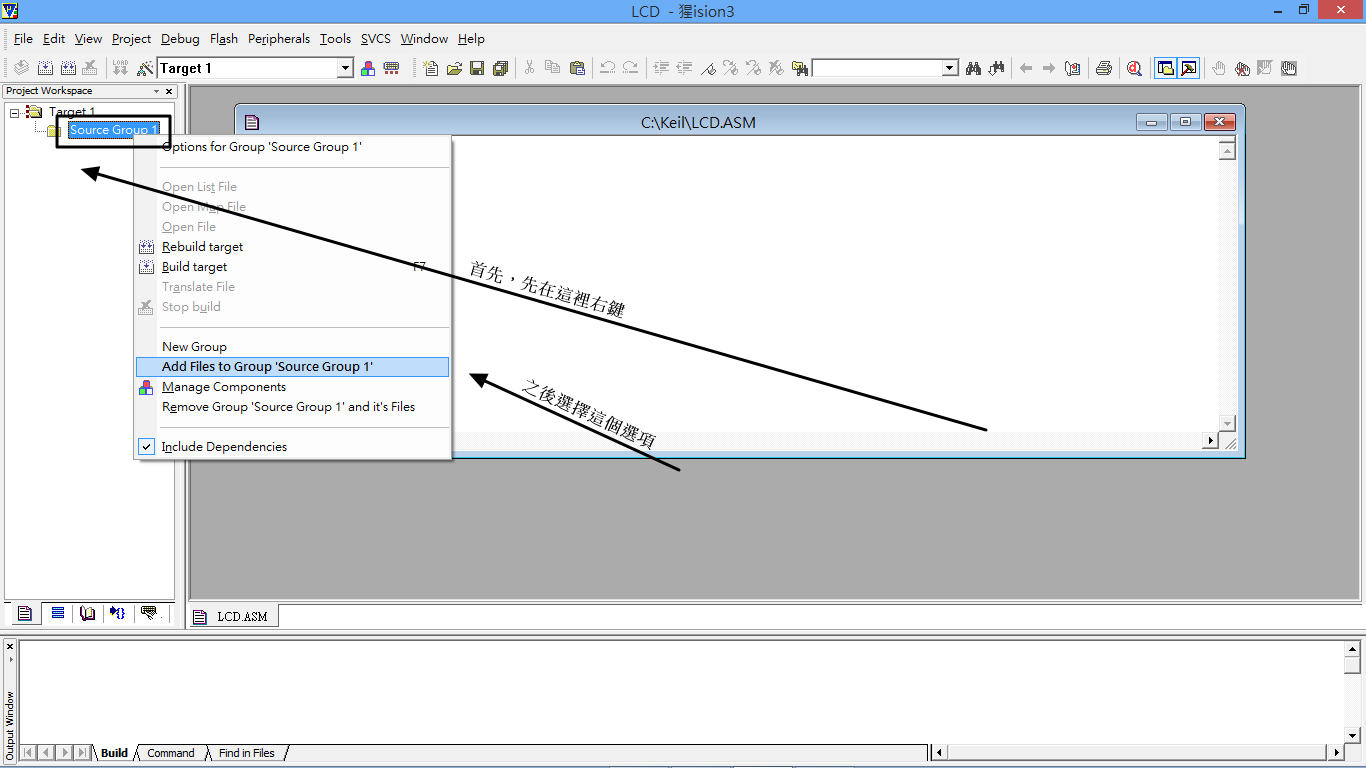 LCD - 猩ision3
File Edit View Project Debug Flash Peripherals Tools SVCS Window Help
Target 1
Project Workspace
Target 1
Source Group 1
C:\Keil\LCD.ASM
Options for Group 'Source Group 1'
Open List File
Open Map File
Open File
Rebuild target
Build target F7
Translate File
Stop build
New Group
Add Files to Group 'Source Group 1'
Manage Components
Remove Group 'Source Group 1' and it's Files
Include Dependencies
首先，先在這裡右鍵
之後選擇這個選項
LCD.ASM
Output Window
Build Command Find in Files